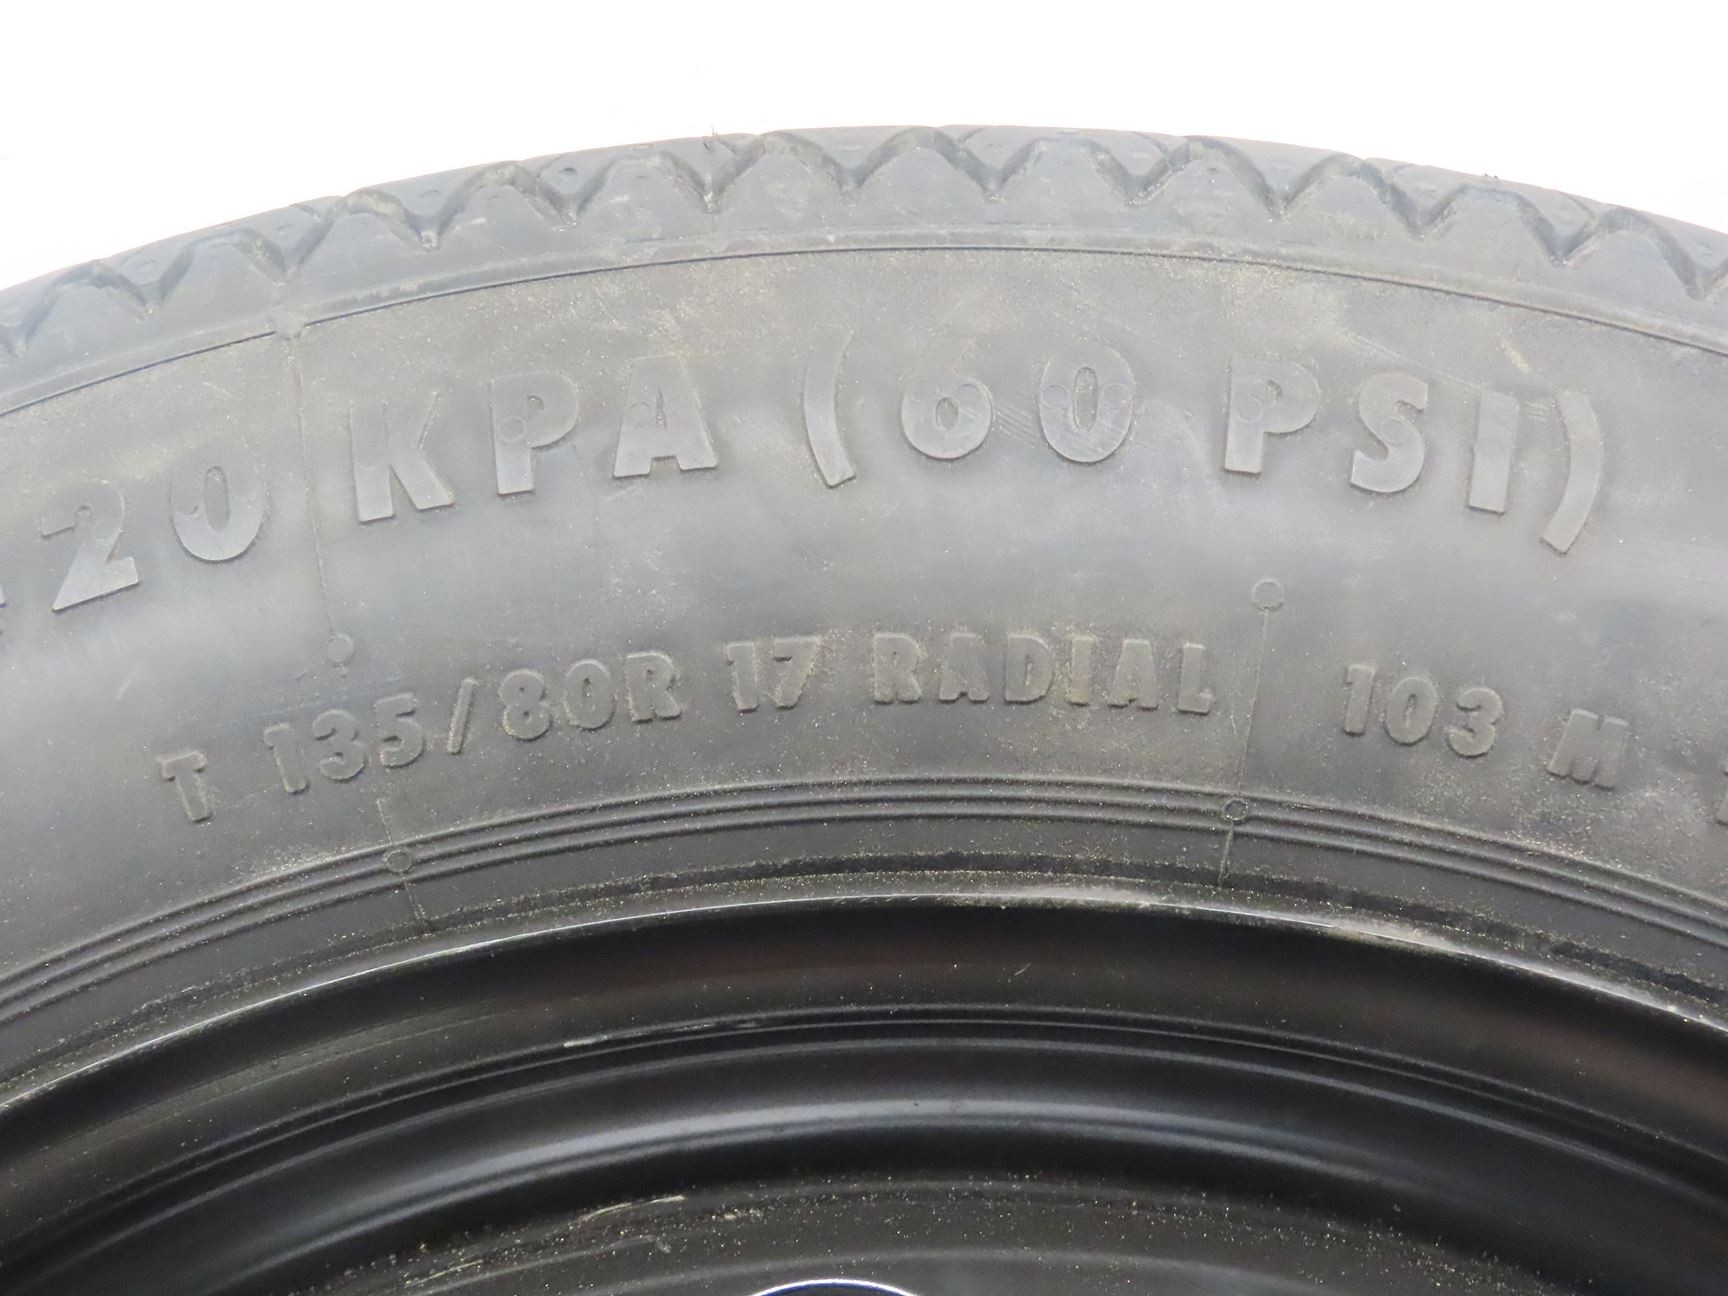 20 KPA (60 PSI)
T 135/80R 17 RADIAL 103 M